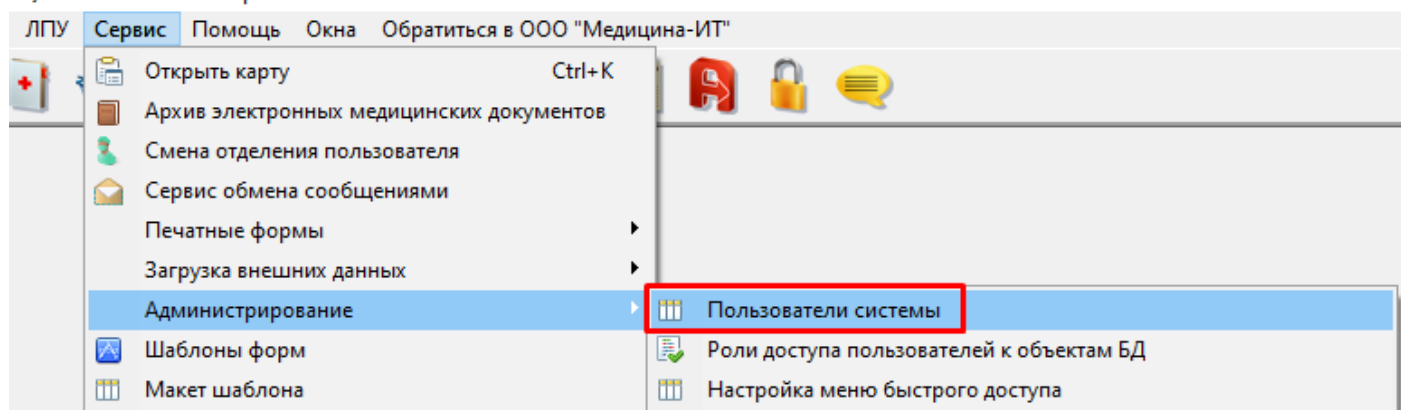 ЛПУ Сервис Помощь Окна Обратиться в ООО "Медицина-ИТ"
Открыть карту Ctrl+K
Архив электронных медицинских документов
Смена отделения пользователя
Сервис обмена сообщениями
Печатные формы
Загрузка внешних данных
Администрирование
Шаблоны форм
Макет шаблона
Пользователи системы
Роли доступа пользователей к объектам БД
Настройка меню быстрого доступа